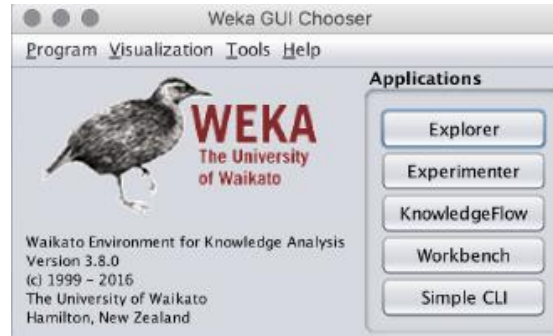 Weka GUI Chooser
Program Visualization Tools Help
Applications
WEKA
The University
of Waikato
Explorer
Experimenter
KnowledgeFlow
Workbench
Simple CLI
Waikato Environment for Knowledge Analysis
Version 3.8.0
(c) 1999 – 2016
The University of Waikato
Hamilton, New Zealand